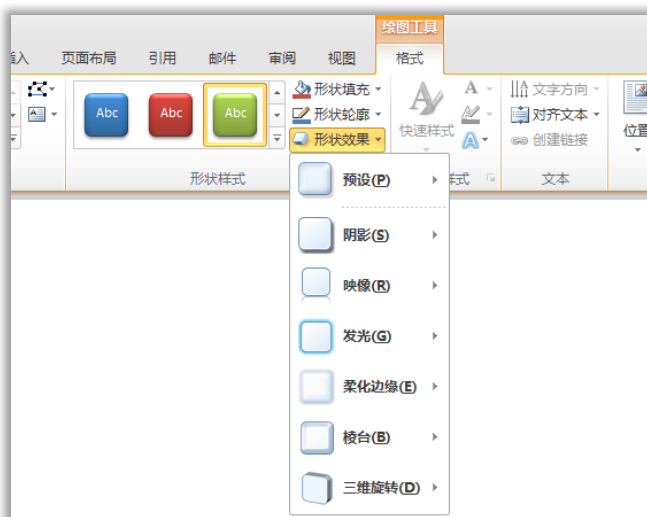 绘图工具
插入 页面布局 引用 邮件 审阅 视图 格式
Abc Abc Abc
形状填充
形状轮廓
形状效果
快速样式
A
文字方向
对齐文本
创建链接
位置
形状样式 样式 文本
预设(P)
阴影(S)
映像(R)
发光(G)
柔化边缘(E)
棱台(B)
三维旋转(D)